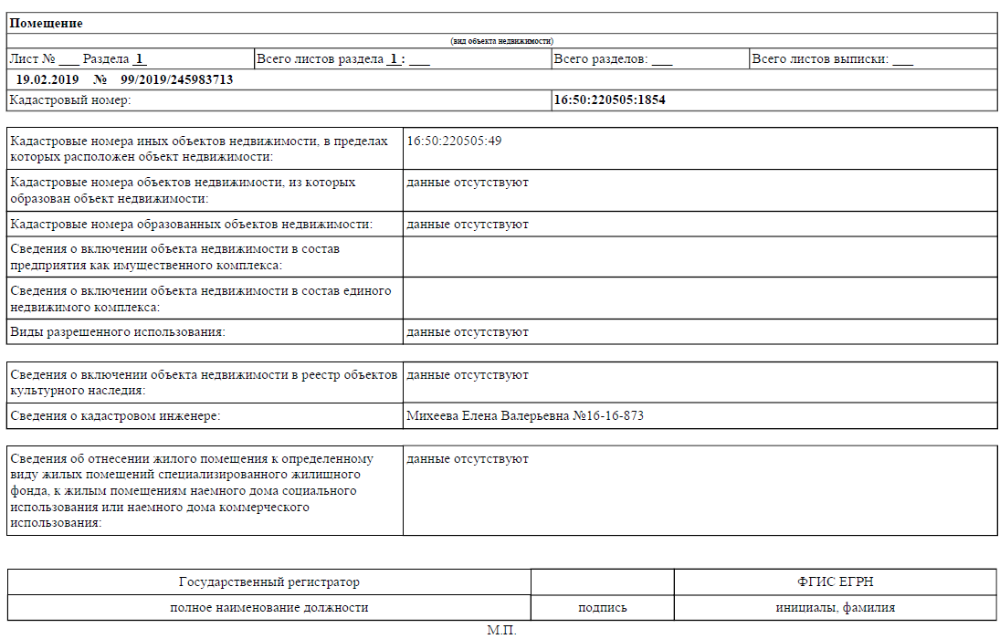 Помещение
(вид объекта недвижимости)
Лист № ___ Раздела 1 Всего листов раздела 1 : ___ Всего разделов: ___ Всего листов выписки: ___
19.02.2019 № 99/2019/245983713
Кадастровый номер: 16:50:220505:1854
Кадастровые номера иных объектов недвижимости, в пределах 16:50:220505:49
которых расположен объект недвижимости:
Кадастровые номера объектов недвижимости, из которых данные отсутствуют
образован объект недвижимости:
Кадастровые номера образованных объектов недвижимости: данные отсутствуют
Сведения о включении объекта недвижимости в состав
предприятия как имущественного комплекса:
Сведения о включении объекта недвижимости в состав единого
недвижимого комплекса:
Виды разрешенного использования: данные отсутствуют
Сведения о включении объекта недвижимости в реестр объектов данные отсутствуют
культурного наследия:
Сведения о кадастровом инженере: Михеева Елена Валерьевна №16-16-873
Сведения об отнесении жилого помещения к определенному данные отсутствуют
виду жилых помещений специализированного жилищного
фонда, к жилым помещениям наемного дома социального
использования или наемного дома коммерческого
использования:
Государственный регистратор ФГИС ЕГРН
полное наименование должности подпись инициалы, фамилия
М.П.